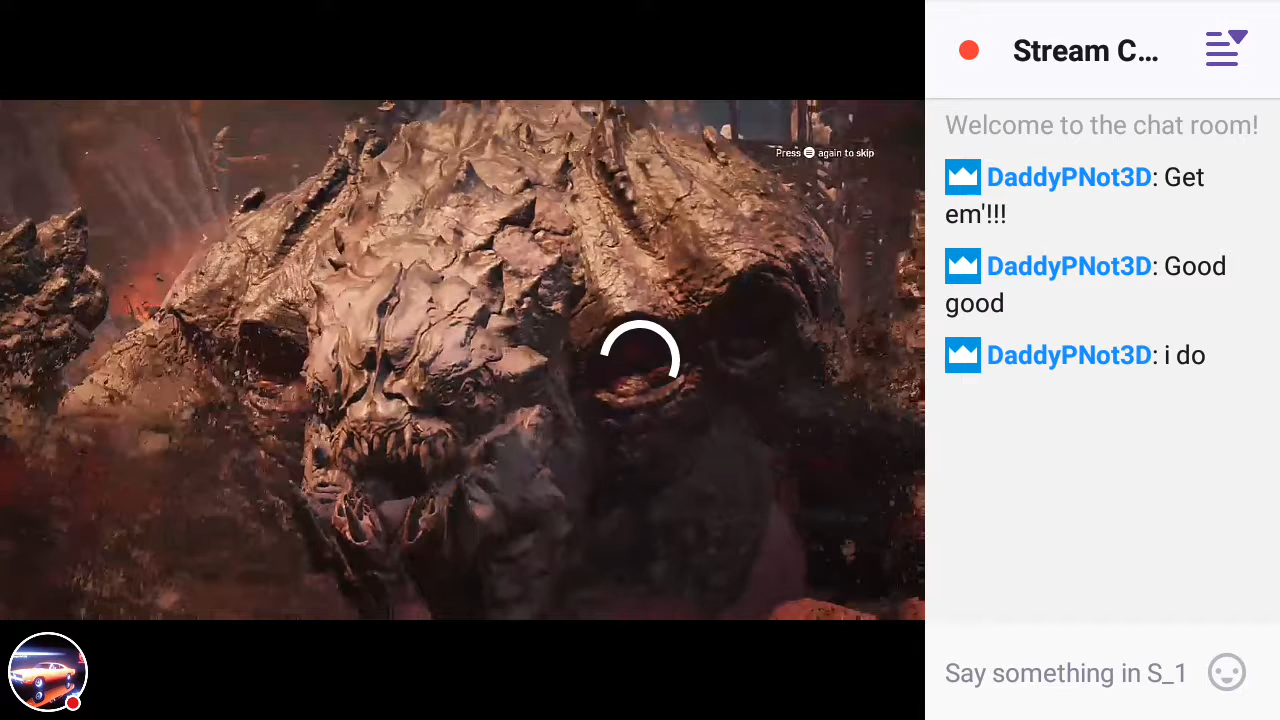 Press again to skip
Stream C...
Welcome to the chat room!
DaddyPNot3D: Get
em'!!!
DaddyPNot3D: Good
good
DaddyPNot3D: i do
Say something in S_1